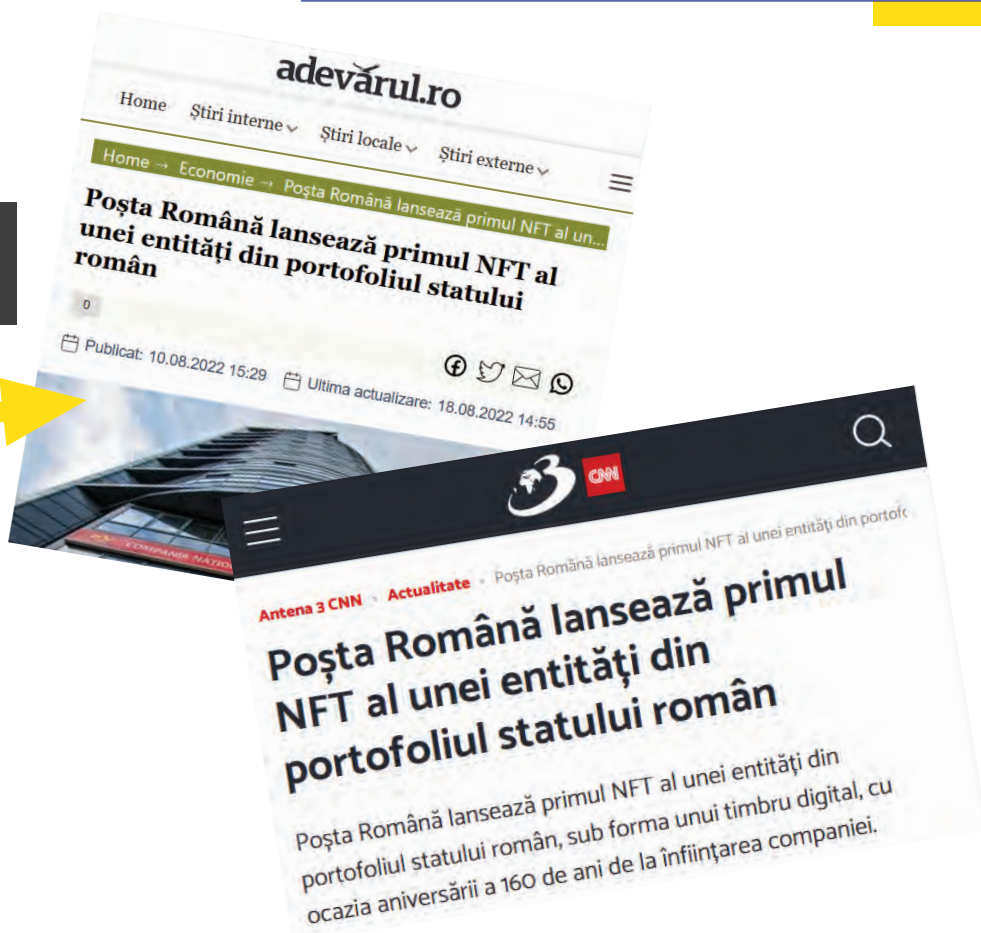 adevărul.ro
Home Știri interne Știri locale Știri externe
Home → Economie → Poșta Română lansează primul NFT al un...
Poșta Română lansează primul NFT al
unei entități din portofoliul statului
român
0
Publicat: 10.08.2022 15:29 Ultima actualizare: 18.08.2022 14:55
COMPANIA NAȚIO
3 CNN
Antena 3 CNN Actualitate Poșta Română lansează primul NFT al unei entități din portofo
Poșta Română lansează primul
NFT al unei entități din
portofoliul statului român
Poșta Română lansează primul NFT al unei entități din
portofoliul statului român, sub forma unui timbru digital, cu
ocazia aniversării a 160 de ani de la înființarea companiei.